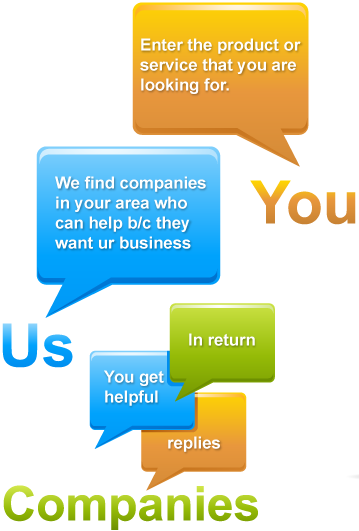 Enter the product or
service that you are
looking for.
You
We find companies
in your area who
can help b/c they
want ur business
Us
In return
You get
helpful
replies
Companies